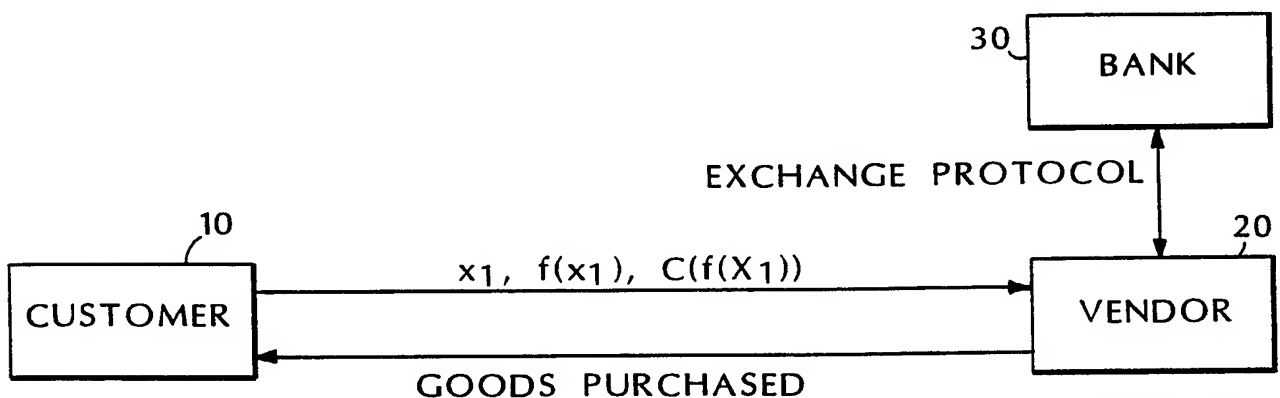 30
BANK
EXCHANGE PROTOCOL
10
20
x1, f(x1), C(f(X1))
CUSTOMER
VENDOR
GOODS PURCHASED